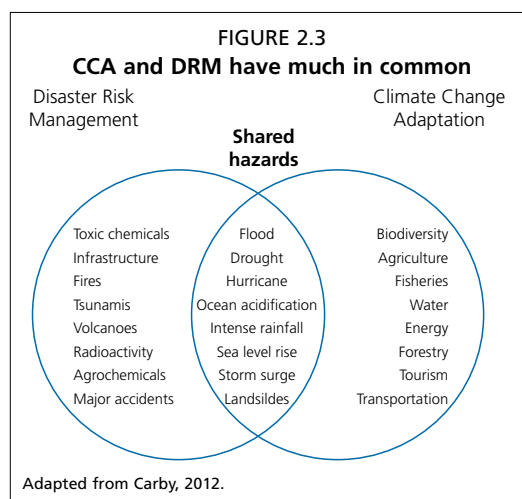 FIGURE 2.3
CCA and DRM have much in common
Disaster Risk
Management
Climate Change
Adaptation
Shared
hazards
Toxic chemicals
Infrastructure
Fires
Tsunamis
Volcanoes
Radioactivity
Agrochemicals
Major accidents
Flood
Drought
Hurricane
Ocean acidification
Intense rainfall
Sea level rise
Storm surge
Landsildes
Biodiversity
Agriculture
Fisheries
Water
Energy
Forestry
Tourism
Transportation
Adapted from Carby, 2012.